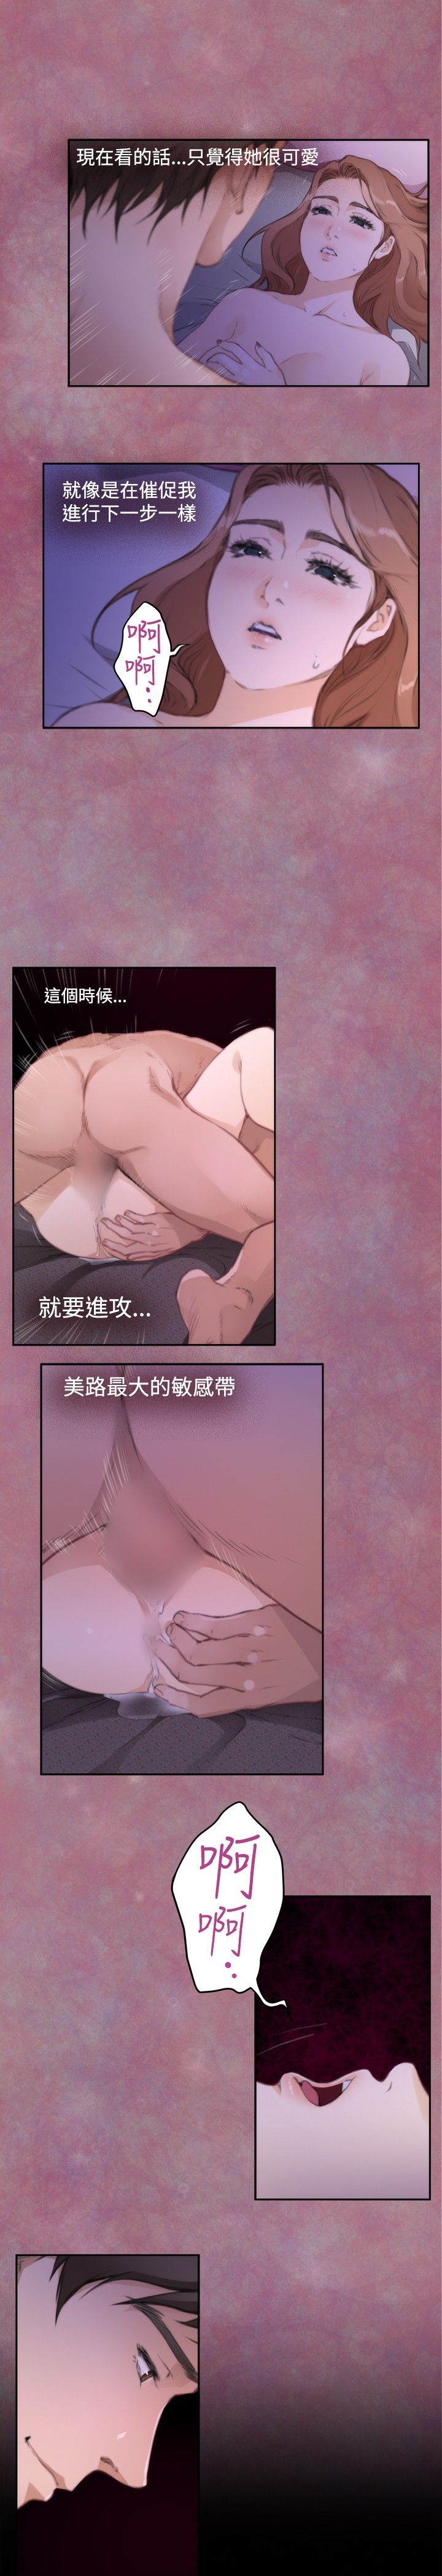 現在看的話...只覺得她很可愛
就像是在催促我
進行下一步一樣
啊
啊..
這個時候...
就要進攻...
美路最大的敏感帶
啊
啊..